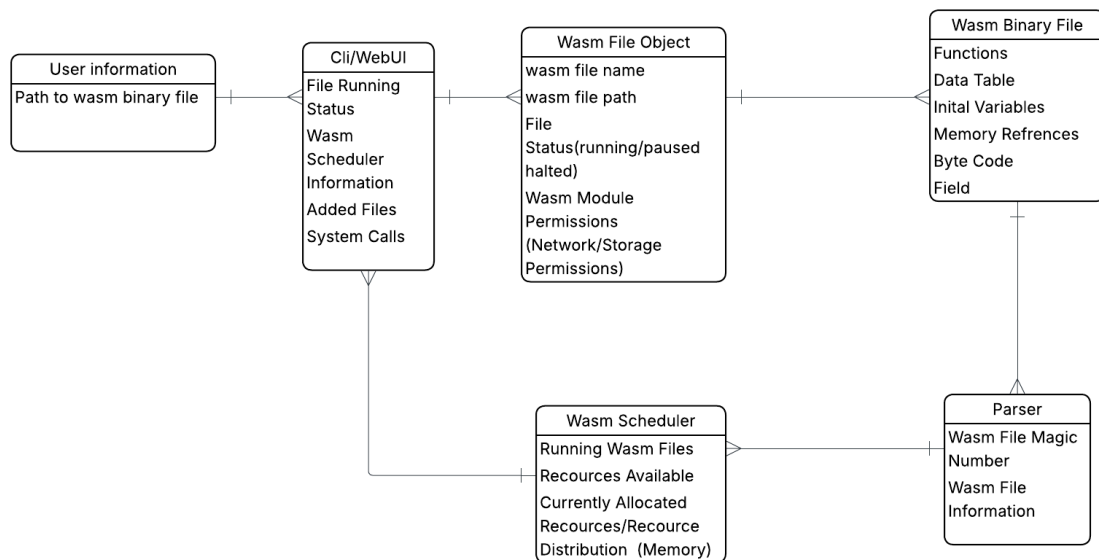 User information
Path to wasm binary file
Cli/WebUI
File Running
Status
Wasm
Scheduler
Information
Added Files
System Calls
Wasm File Object
wasm file name
wasm file path
File
Status(running/paused
halted)
Wasm Module
Permissions
(Network/Storage
Permissions)
Wasm Binary File
Functions
Data Table
Inital Variables
Memory Refrences
Byte Code
Field
Wasm Scheduler
Running Wasm Files
Recources Available
Currently Allocated
Recources/Recource
Distribution (Memory)
Parser
Wasm File Magic
Number
Wasm File
Information